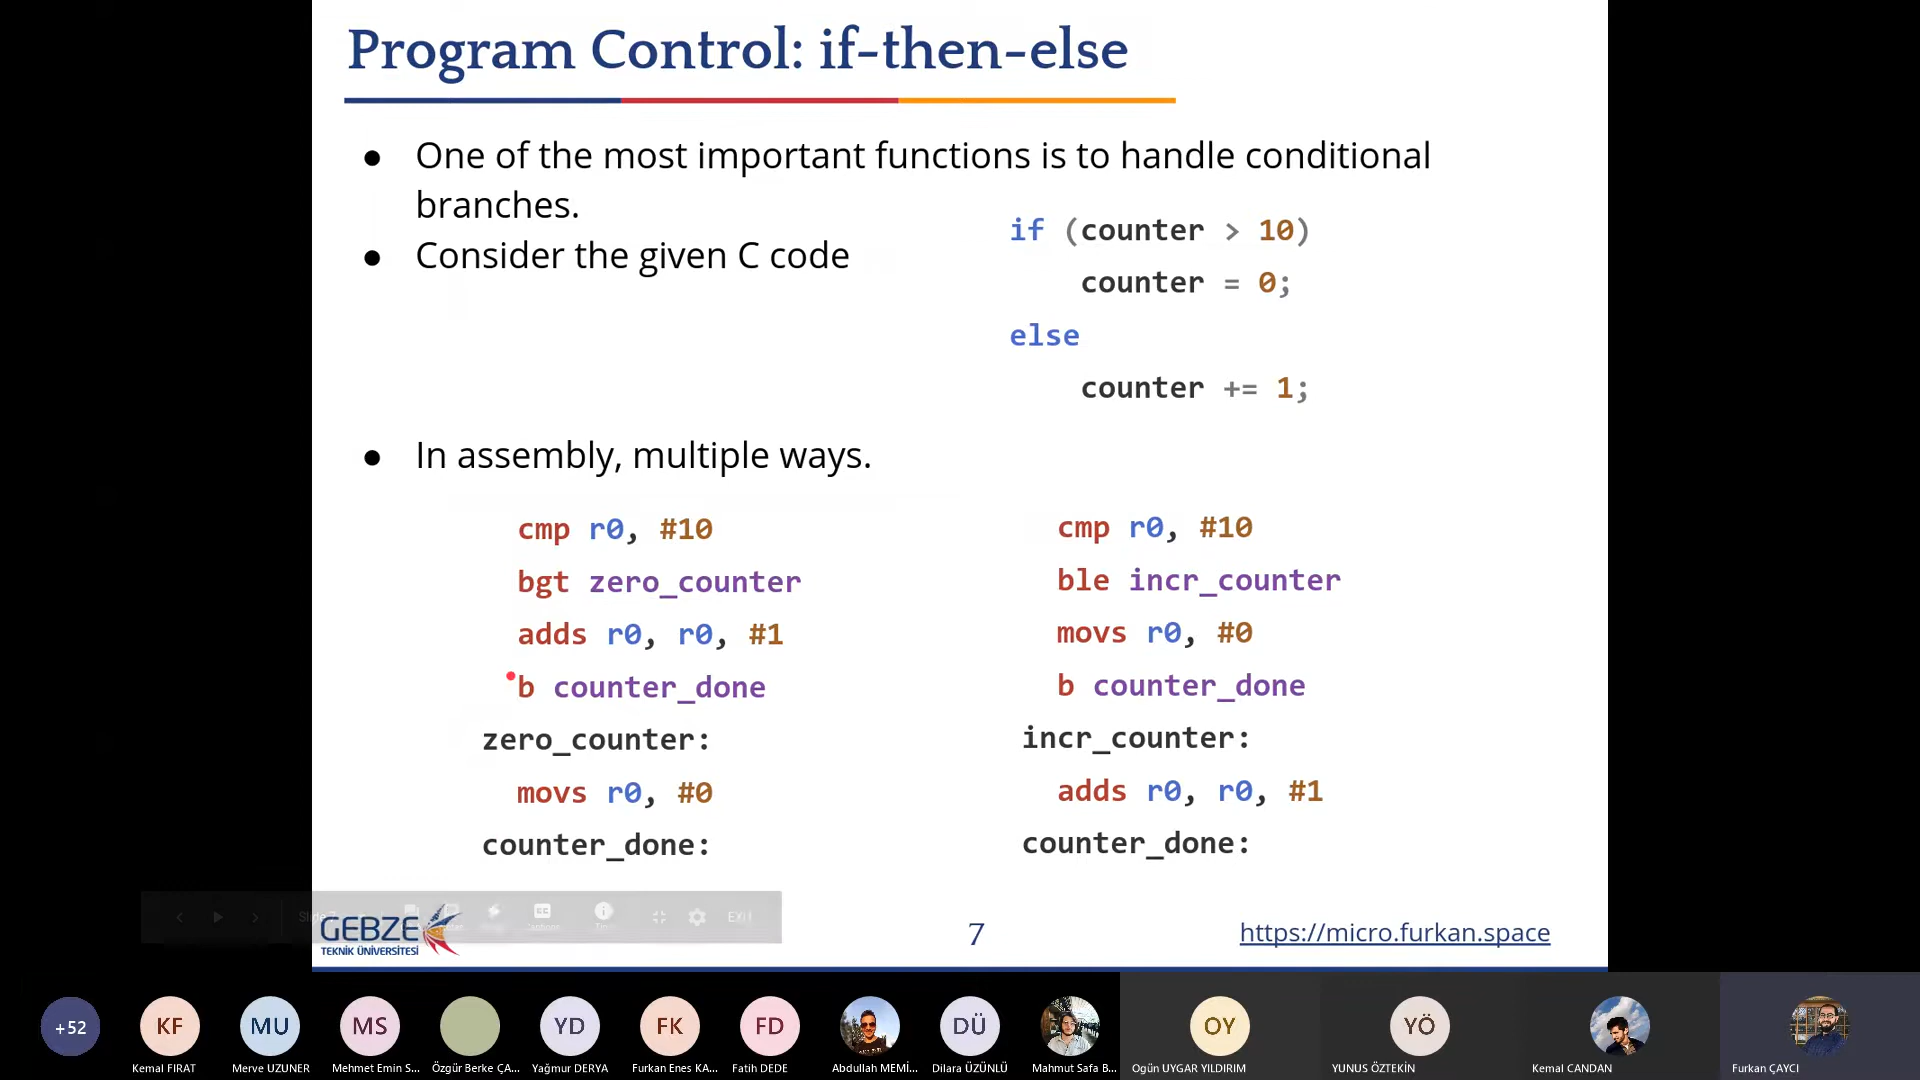 Program Control: if-then-else
● One of the most important functions is to handle conditional
branches.
● Consider the given C code
if (counter > 10)
counter = 0;
else
counter += 1;
● In assembly, multiple ways.
cmp r0, #10
bgt zero_counter
adds r0, r0, #1
b counter_done
zero_counter:
movs r0, #0
counter_done:
cmp r0, #10
ble incr_counter
movs r0, #0
b counter_done
incr_counter:
adds r0, r0, #1
counter_done:
GEBZE
TEKNİK ÜNİVERSİTESİ
Exit
7
https://micro.furkan.space
+52
KF
MU
MS
YD
FK
FD
DÜ
OY
YÖ
Kemal FIRAT
Merve UZUNER
Mehmet Emin S...
Özgür Berke ÇA...
Yağmur DERYA
Furkan Enes KA...
Fatih DEDE
Abdullah MEMİ...
Dilara ÜZÜNLÜ
Mahmut Safa B...
Ogün UYGAR YILDIRIM
YUNUS ÖZTEKİN
Kemal CANDAN
Furkan ÇAYCI